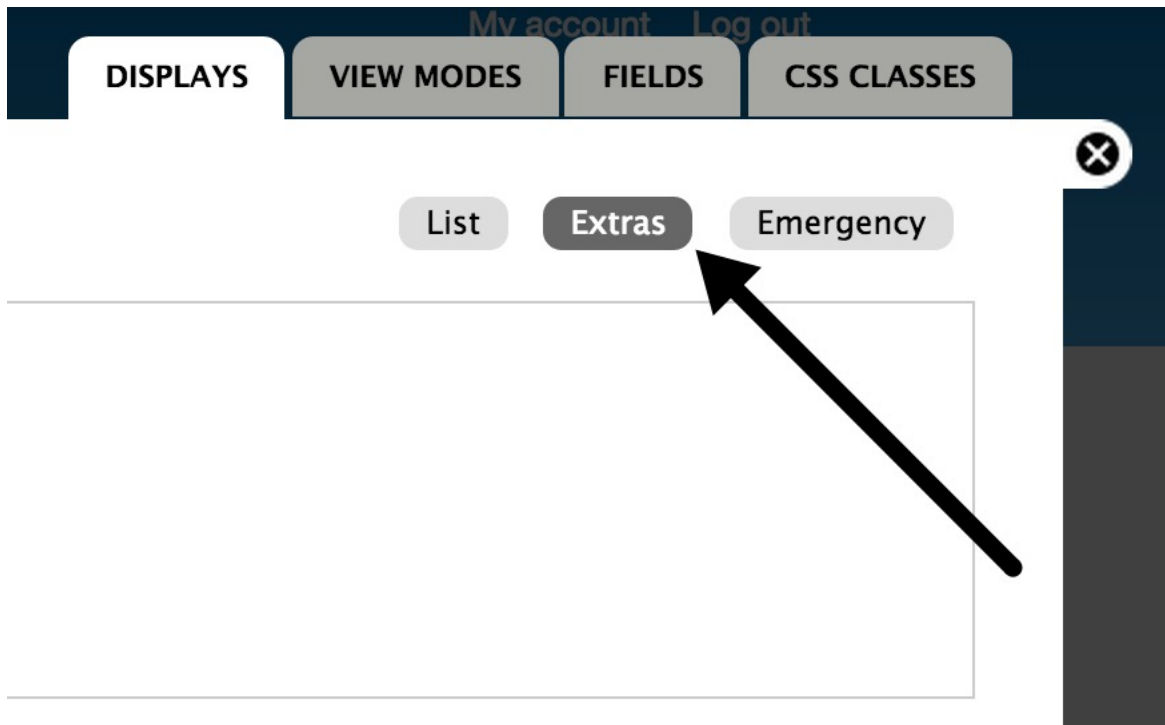 My account Log out
DISPLAYS VIEW MODES FIELDS CSS CLASSES
List Extras Emergency